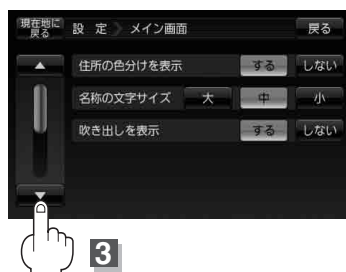 現在地に
戻る
設 定 メイン画面
戻る
住所の色分けを表示 する しない
名称の文字サイズ 大 中 小
吹き出しを表示 する しない
3